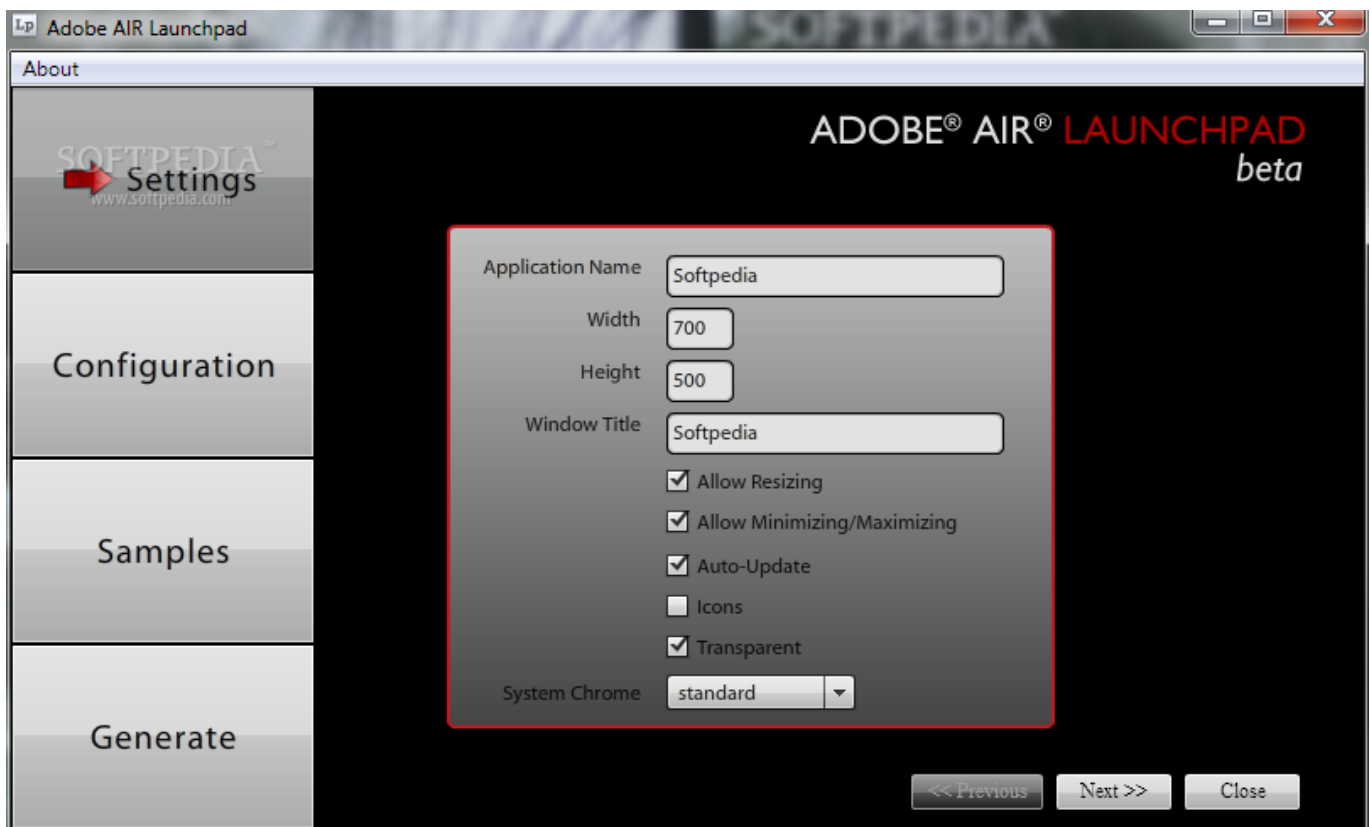 Lp Adobe AIR Launchpad
SOFTPEDIA
About
ADOBE® AIR® LAUNCHPAD
beta
SOFTPEDIA™
Settings
www.softpedia.com
Configuration
Samples
Generate
Application Name Softpedia
Width 700
Height 500
Window Title Softpedia
Allow Resizing
Allow Minimizing/Maximizing
Auto-Update
Icons
Transparent
System Chrome standard
<< Previous Next >> Close